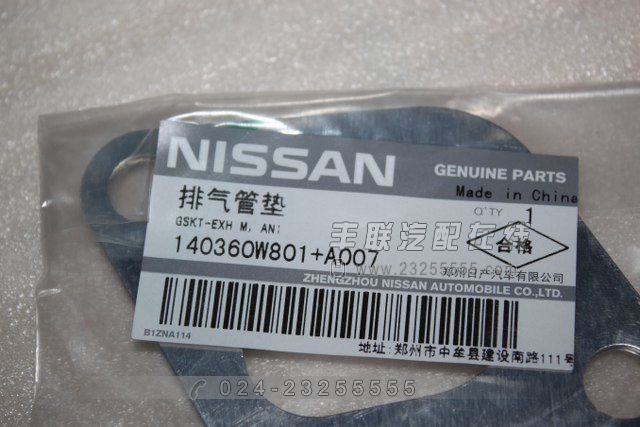 NISSAN
GENUINE PARTS
Made in China
排气管垫
GSKT-EXH M, ANI
Q'TY 1
140360W801+A007
合格
丰联汽配在线
www.23255555.com
郑州日产汽车有限公司
ZHENGZHOU NISSAN AUTOMOBILE CO.,LTD.
B1ZNA114
地址:郑州市中牟县建设南路111号
024-23255555